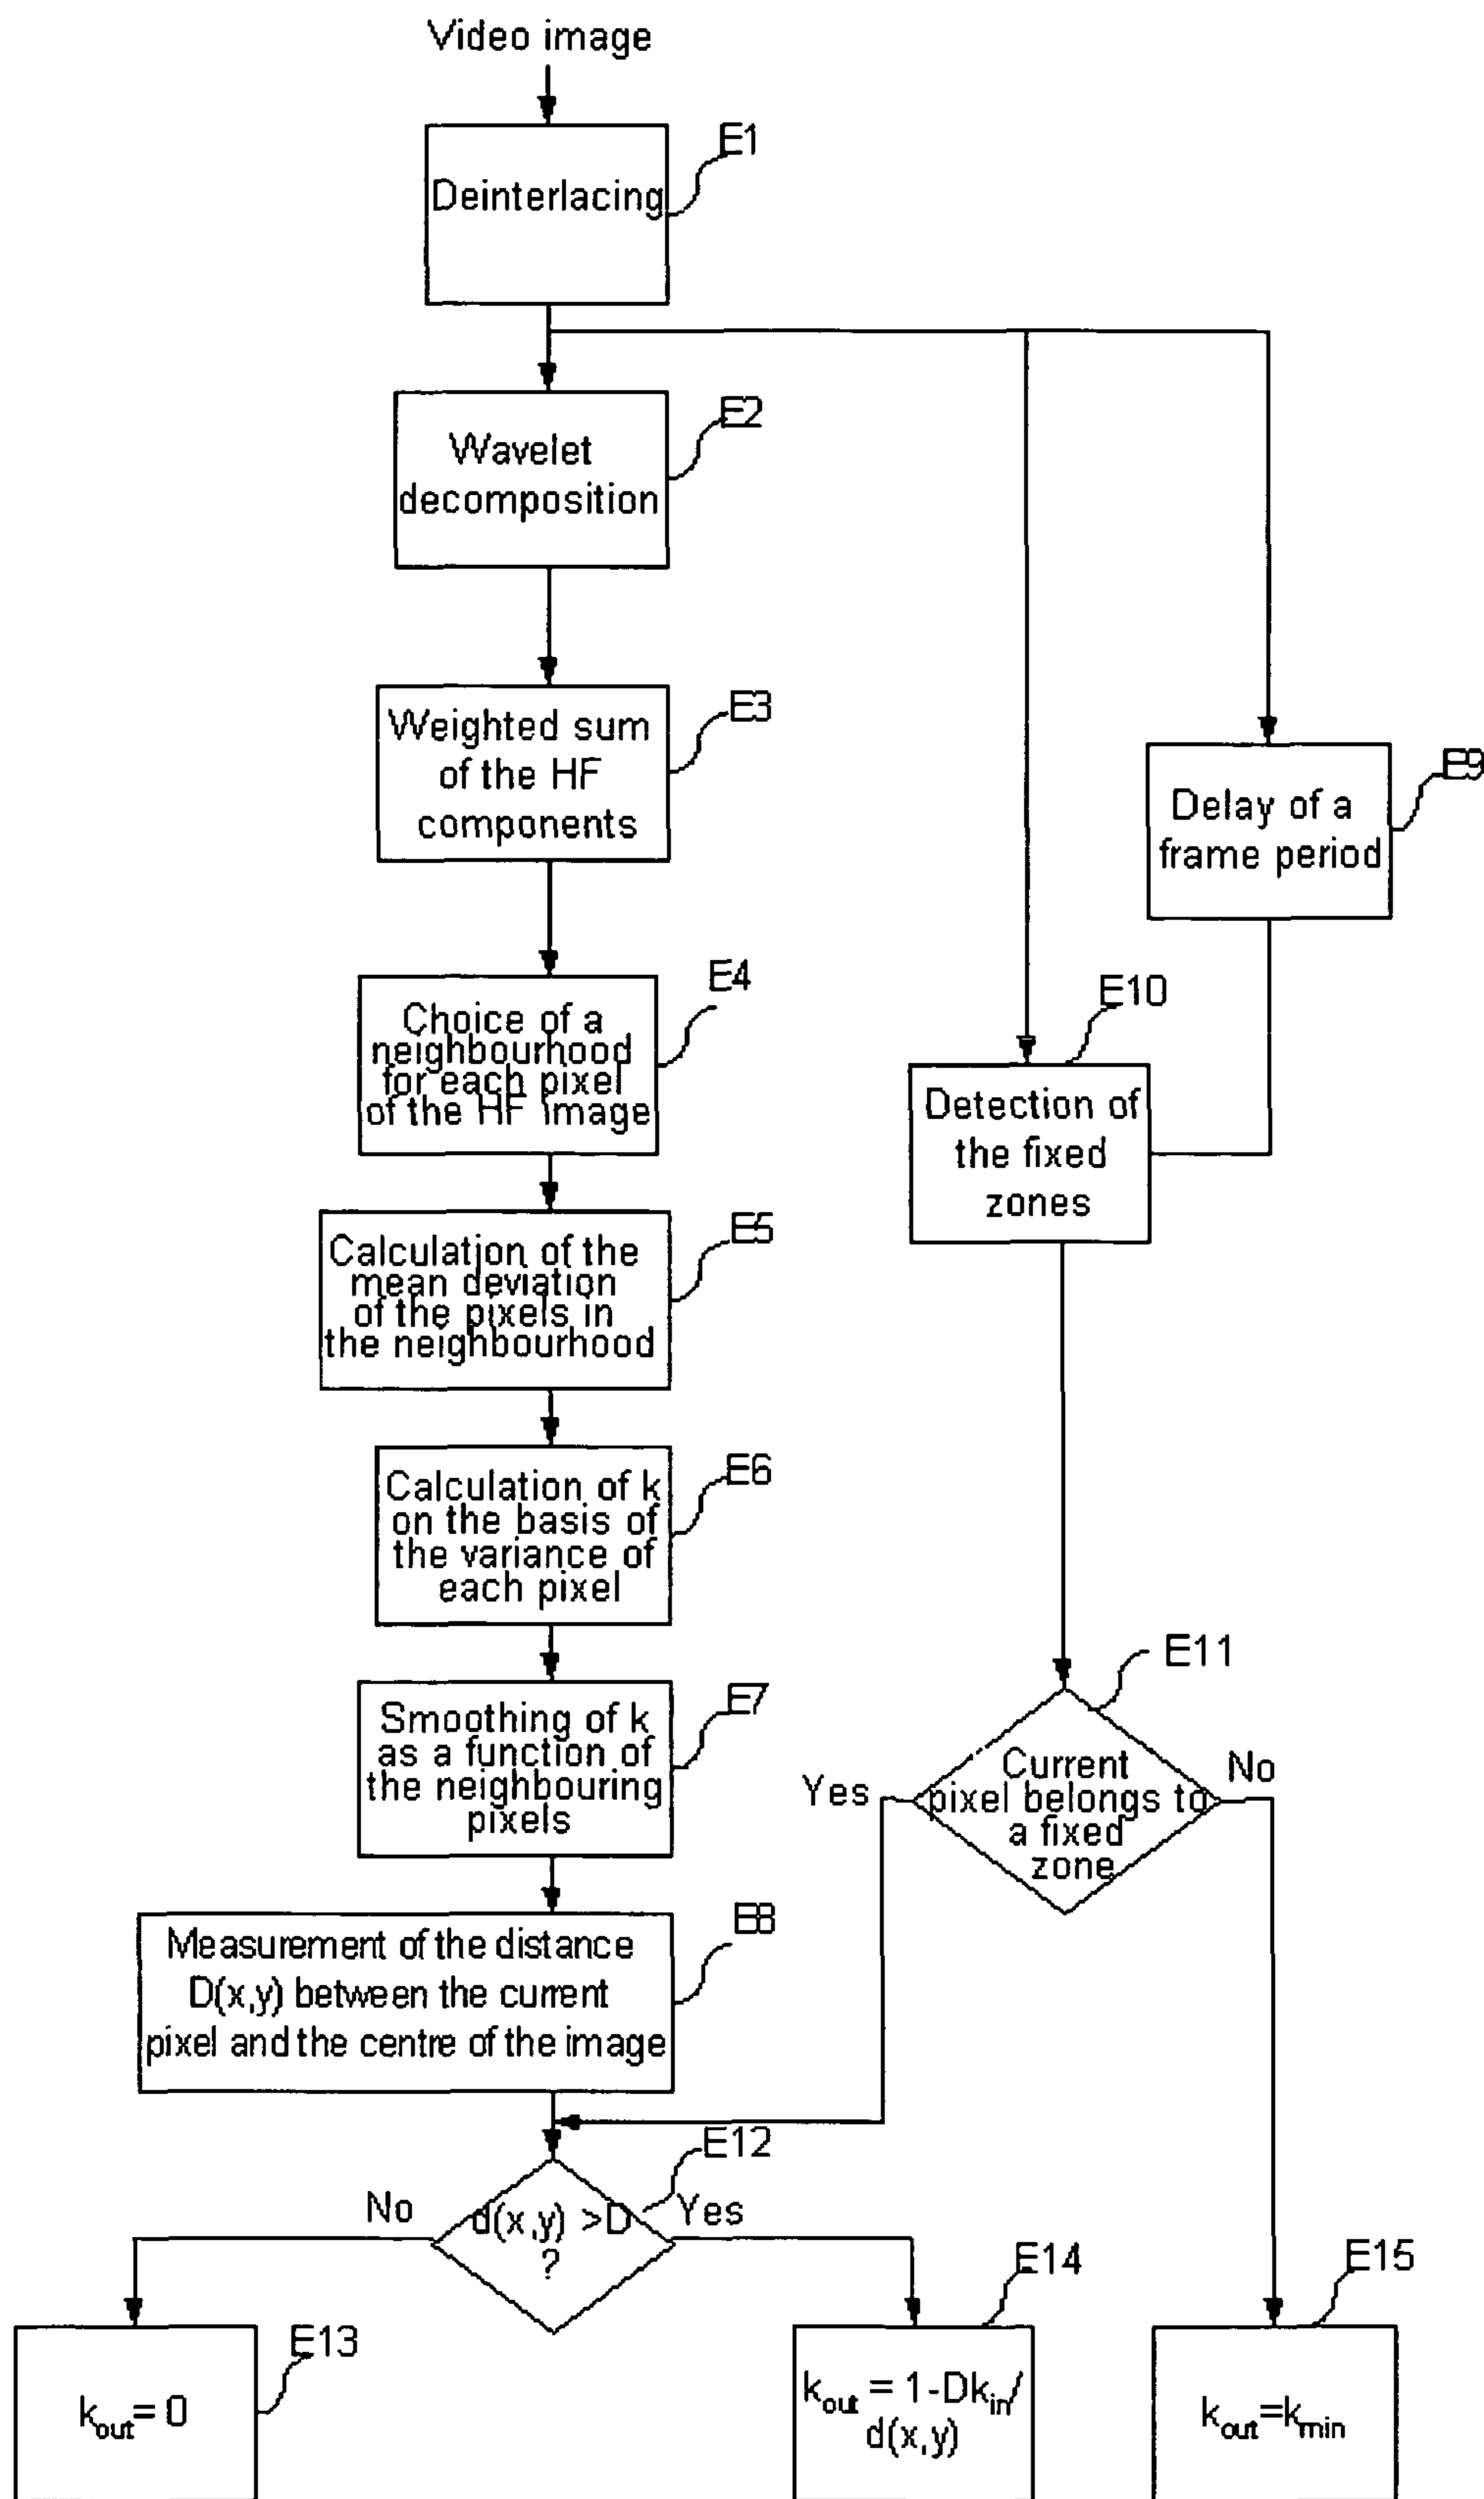 Video image
E1
Deinterlacing
E2
Wavelet
decomposition
E3
Weighted sum
of the HF
components
E9
Delay of a
frame period
E4
Choice of a
neighbourhood
for each pixel
of the HF image
E10
Detection of
the fixed
zones
E5
Calculation of the
mean deviation
of the pixels in
the neighbourhood
E6
Calculation of k
on the basis of
the variance of
each pixel
E7
Smoothing of k
as a function of
the neighbouring
pixels
E11
Yes
Current
pixel belongs to
a fixed
zone
No
E8
Measurement of the distance
D(x,y) between the current
pixel and the centre of the image
E12
No
d(x,y) >D
?
Yes
E13
k_out = 0
E14
k_out = 1-Dk_in/
d(x,y)
E15
k_out=k_min